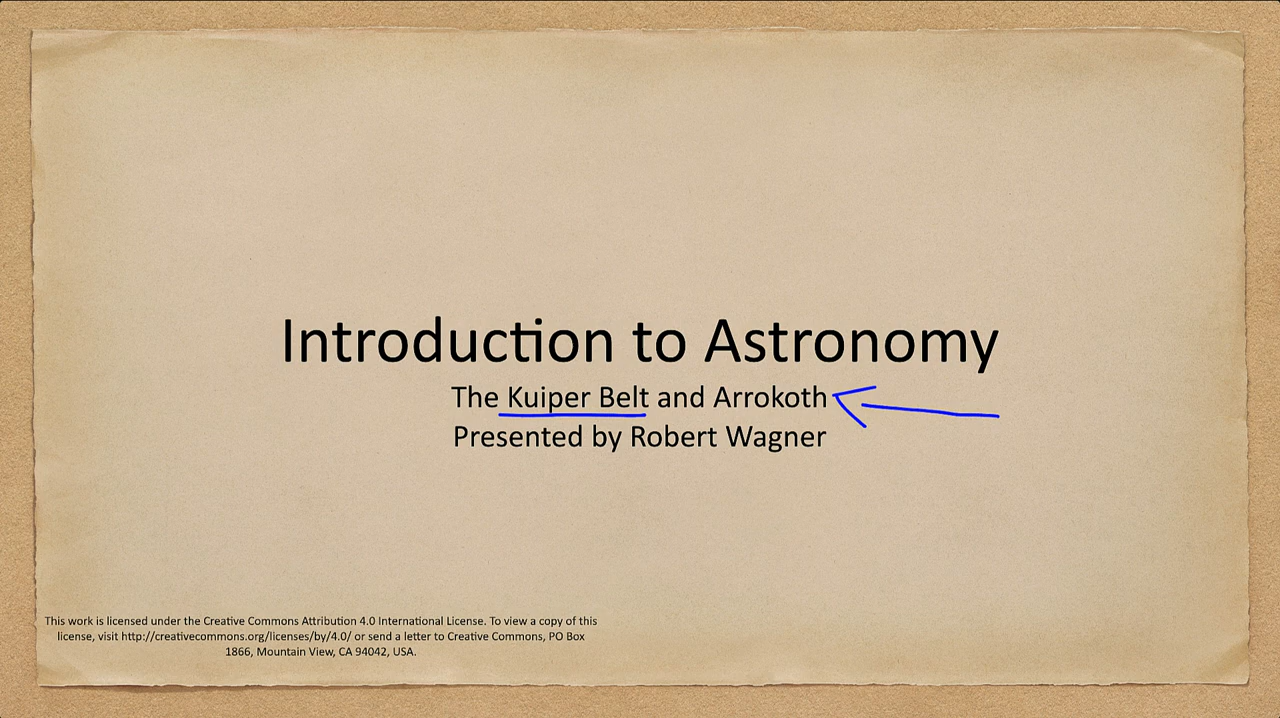 Introduction to Astronomy
The Kuiper Belt and Arrokoth
Presented by Robert Wagner
This work is licensed under the Creative Commons Attribution 4.0 International License. To view a copy of this
license, visit http://creativecommons.org/licenses/by/4.0/ or send a letter to Creative Commons, PO Box
1866, Mountain View, CA 94042, USA.